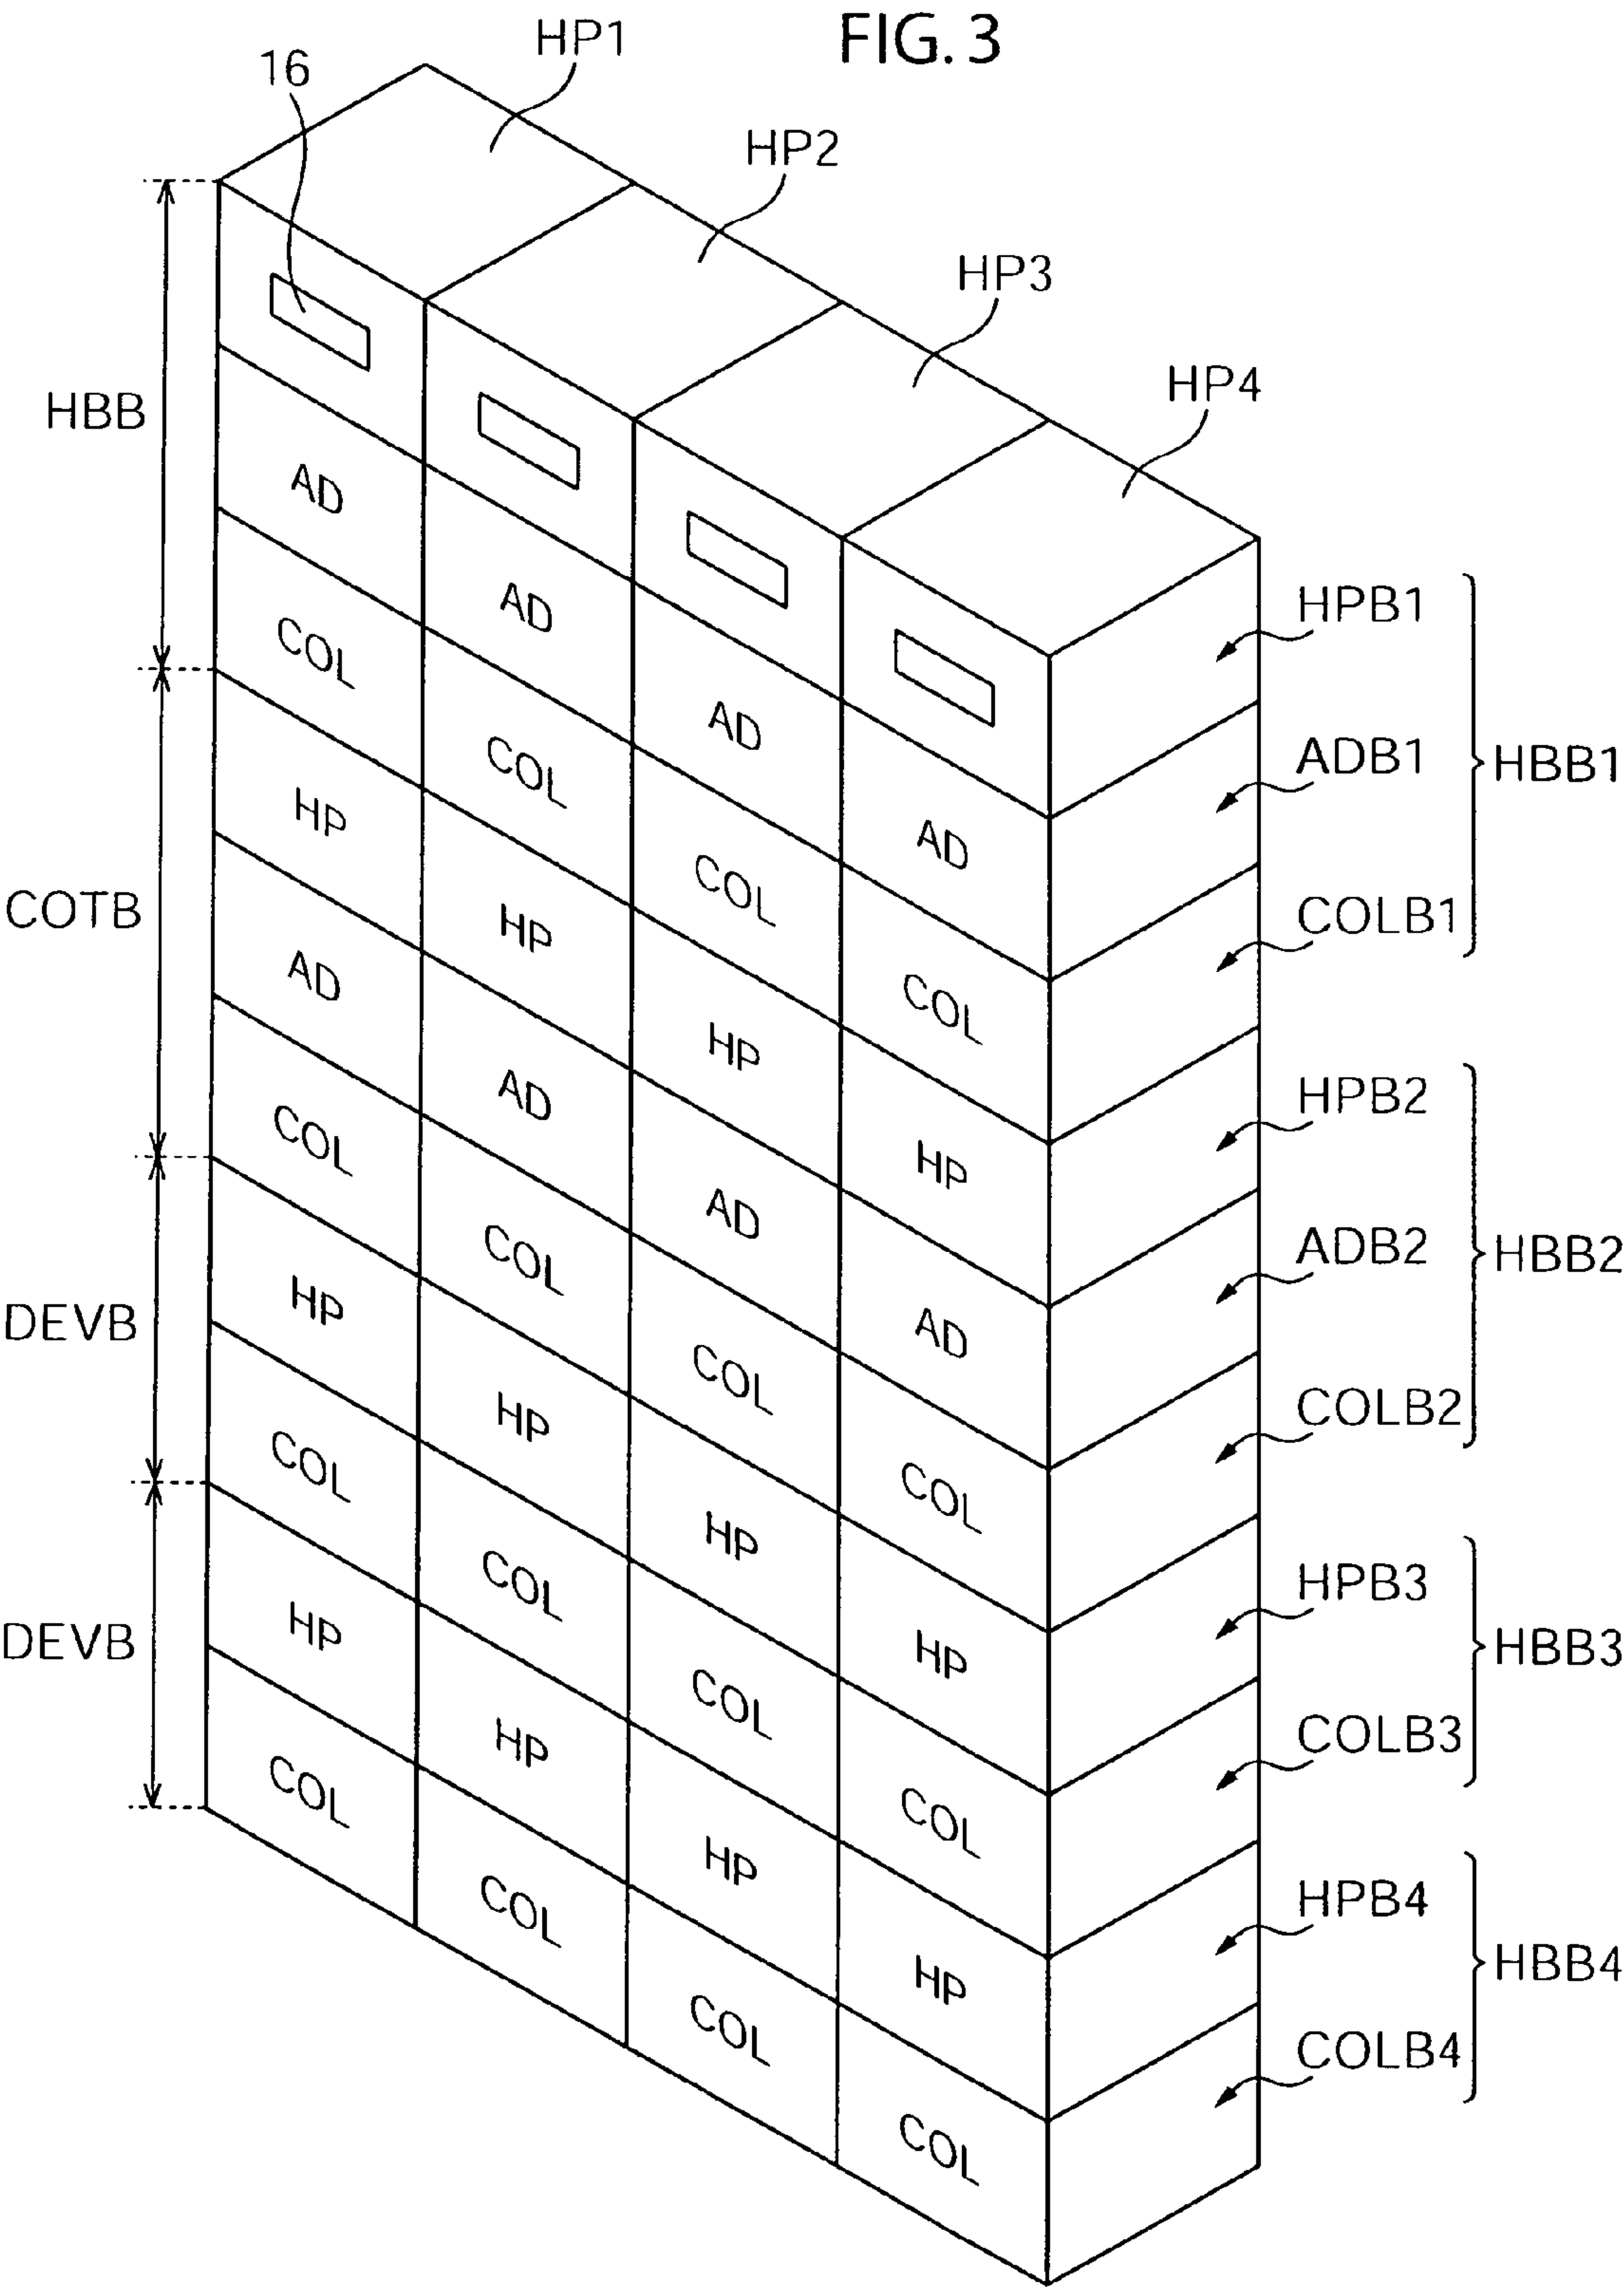 FIG. 3
HP1
16
HP2
HP3
HP4
HBB
COTB
DEVB
DEVB
AD AD AD AD
COL COL COL COL
HP HP HP HP
AD AD AD AD
COL COL COL COL
HP HP HP HP
COL COL COL COL
HP HP HP HP
COL COL COL COL
HPB1
ADB1
COLB1
HBB1
HPB2
ADB2
COLB2
HBB2
HPB3
COLB3
HBB3
HPB4
COLB4
HBB4